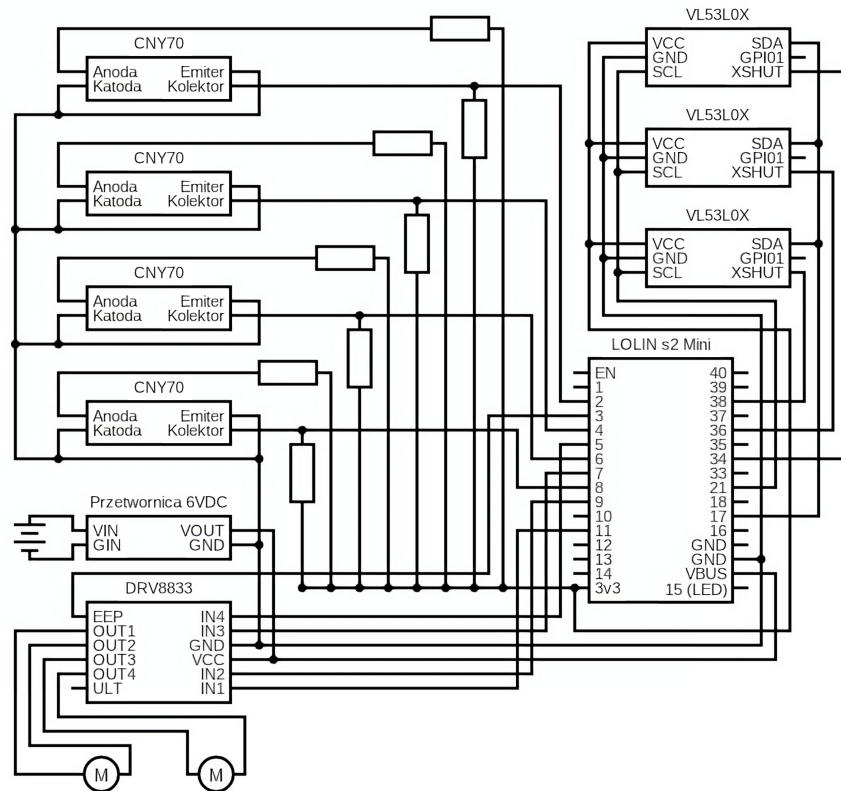 CNY70
Anoda Emiter
Katoda Kolektor
CNY70
Anoda Emiter
Katoda Kolektor
CNY70
Anoda Emiter
Katoda Kolektor
CNY70
Anoda Emiter
Katoda Kolektor
Przetwornica 6VDC
VIN VOUT
GIN GND
DRV8833
EEP IN4
OUT1 IN3
OUT2 GND
OUT3 VCC
OUT4 IN2
ULT IN1
M M
VL53L0X
VCC SDA
GND GPI01
SCL XSHUT
VL53L0X
VCC SDA
GND GPI01
SCL XSHUT
VL53L0X
VCC SDA
GND GPI01
SCL XSHUT
LOLIN s2 Mini
EN 40
1 39
2 38
3 37
4 36
5 35
6 34
7 33
8 21
9 18
10 17
11 16
12 GND
13 GND
14 VBUS
3v3 15 (LED)